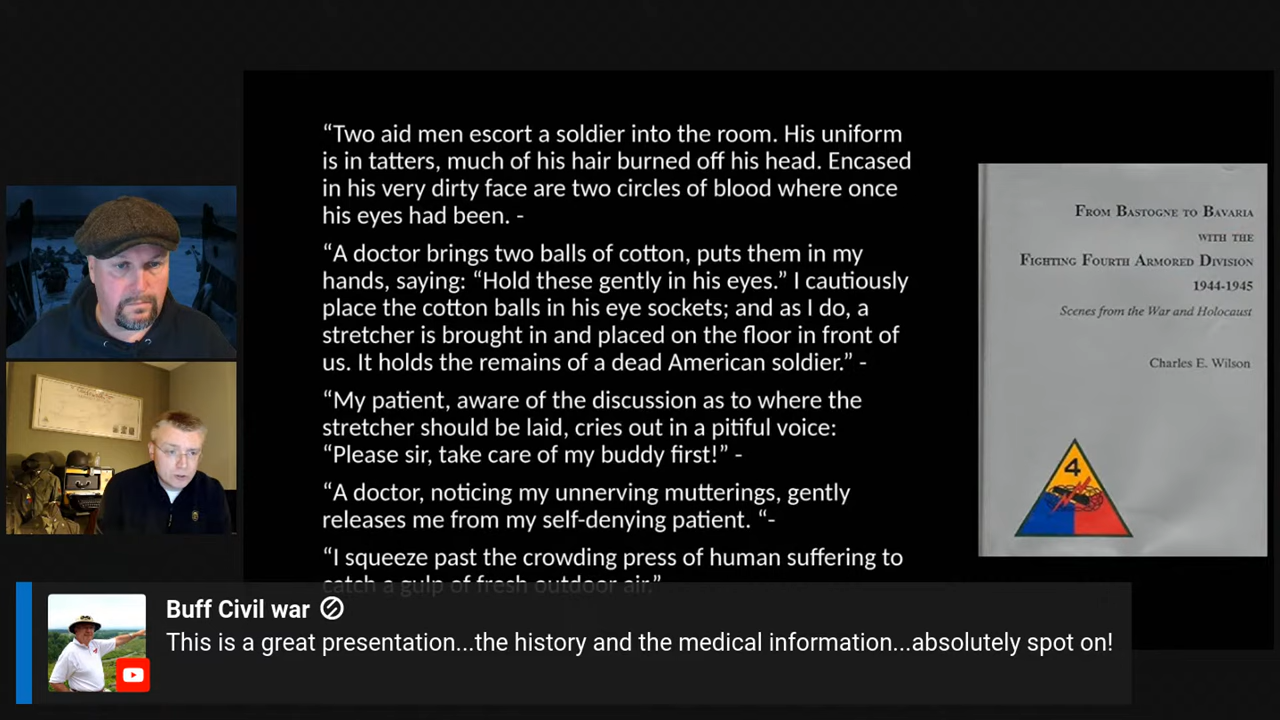 “Two aid men escort a soldier into the room. His uniform
is in tatters, much of his hair burned off his head. Encased
in his very dirty face are two circles of blood where once
his eyes had been. -
“A doctor brings two balls of cotton, puts them in my
hands, saying: “Hold these gently in his eyes.” I cautiously
place the cotton balls in his eye sockets; and as I do, a
stretcher is brought in and placed on the floor in front of
us. It holds the remains of a dead American soldier.” -
“My patient, aware of the discussion as to where the
stretcher should be laid, cries out in a pitiful voice:
“Please sir, take care of my buddy first!” -
“A doctor, noticing my unnerving mutterings, gently
releases me from my self-denying patient. “-
“I squeeze past the crowding press of human suffering to
catch a gulp of fresh outdoor air.”
From Bastogne to Bavaria
with the
Fighting Fourth Armored Division
1944-1945
Scenes from the War and Holocaust
Charles E. Wilson
4
Buff Civil war
This is a great presentation...the history and the medical information...absolutely spot on!